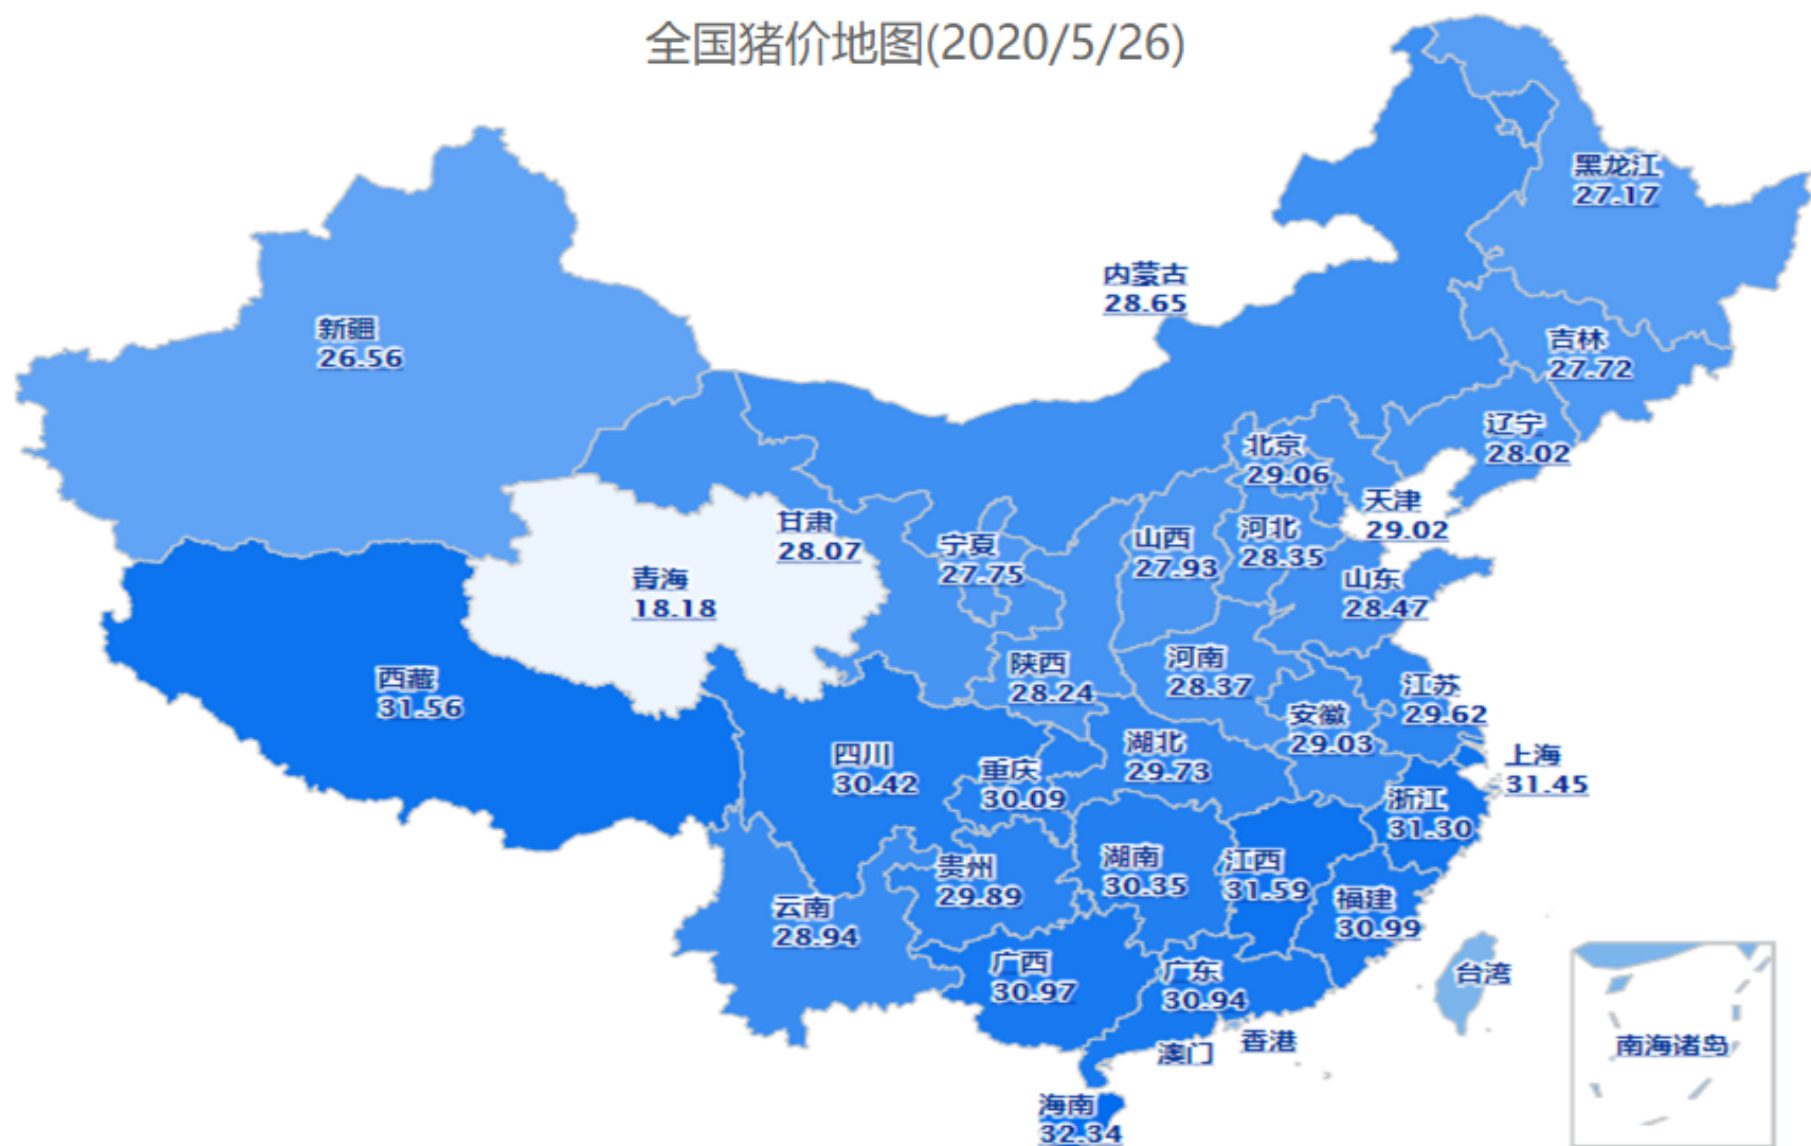 全国猪价地图(2020/5/26)
黑龙江
27.17
内蒙古
28.65
新疆
26.56
吉林
27.72
辽宁
28.02
北京
29.06
天津
29.02
甘肃
28.07
宁夏
27.75
山西
27.93
河北
28.35
青海
18.18
山东
28.47
西藏
31.56
陕西
28.24
河南
28.37
江苏
29.62
安徽
29.03
四川
30.42
重庆
30.09
湖北
29.73
上海
31.45
浙江
31.30
贵州
29.89
湖南
30.35
江西
31.59
福建
30.99
云南
28.94
广西
30.97
广东
30.94
台湾
香港
澳门
南海诸岛
海南
32.34